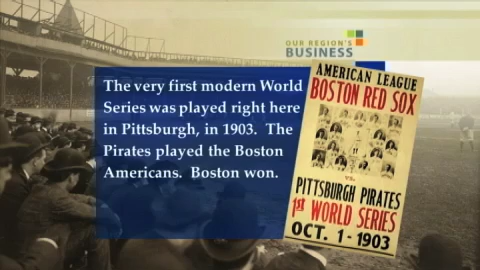 OUR REGION'S
BUSINESS
The very first modern World
Series was played right here
in Pittsburgh, in 1903. The
Pirates played the Boston
Americans. Boston won.
AMERICAN LEAGUE
BOSTON RED SOX
VS.
PITTSBURGH PIRATES
1st WORLD SERIES
OCT. 1 - 1903